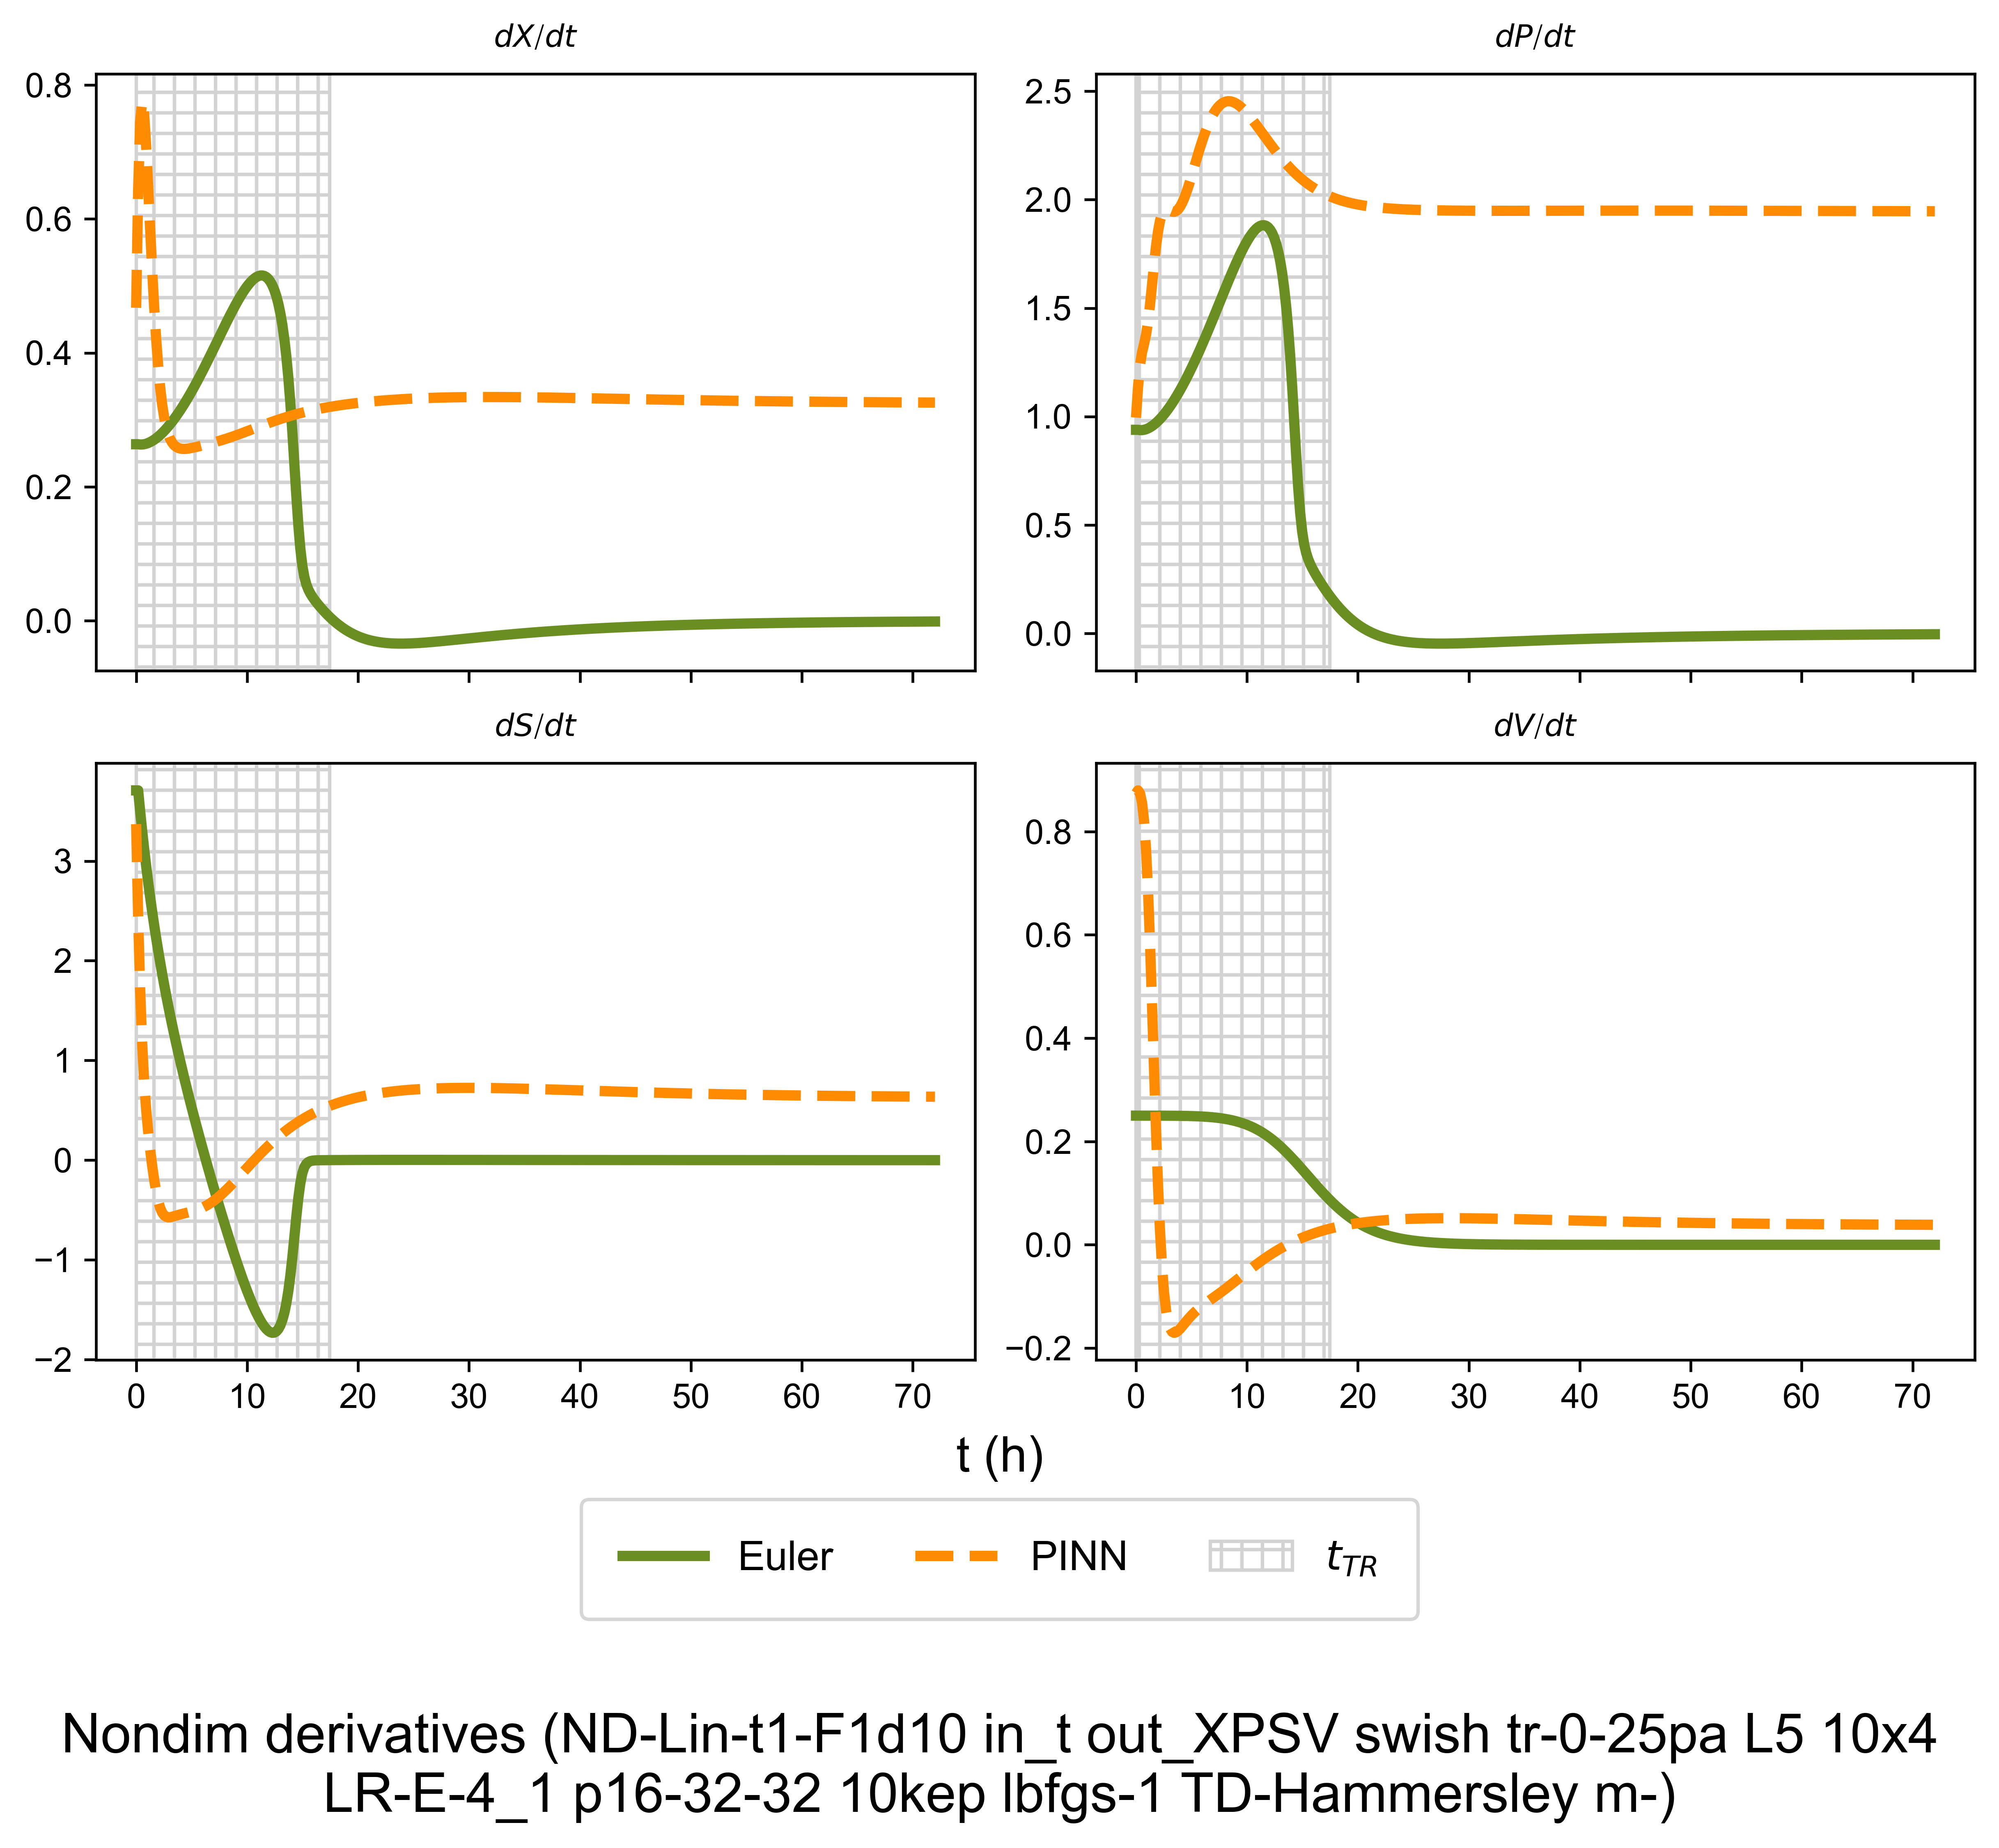 dX/dt
dP/dt
0.8
0.6
0.4
0.2
0.0
2.5
2.0
1.5
1.0
0.5
0.0
dS/dt
dV/dt
3
2
1
0
−1
−2
0.8
0.6
0.4
0.2
0.0
−0.2
0 10 20 30 40 50 60 70
0 10 20 30 40 50 60 70
t (h)
Euler PINN t_TR
Nondim derivatives (ND-Lin-t1-F1d10 in_t out_XPSV swish tr-0-25pa L5 10x4
LR-E-4_1 p16-32-32 10kep lbfgs-1 TD-Hammersley m-)